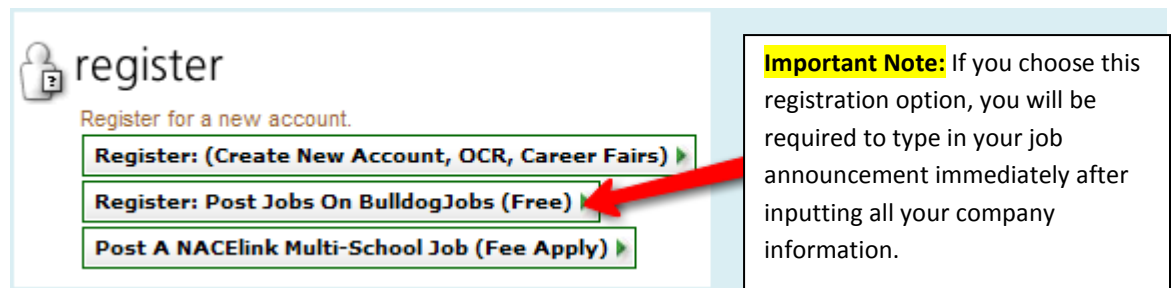 register
Register for a new account.
Register: (Create New Account, OCR, Career Fairs)
Register: Post Jobs On BulldogJobs (Free)
Post A NACElink Multi-School Job (Fee Apply)
Important Note: If you choose this
registration option, you will be
required to type in your job
announcement immediately after
inputting all your company
information.